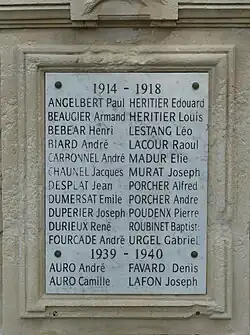 1914 - 1918
ANGELBERT Paul HERITIER Edouard
BEAUGIER Armand HERITIER Louis
BEBEAR Henri LESTANG Léo
BIARD André LACOUR Raoul
CARBONNEL André MADUR Elie
CHAUNEL Jacques MURAT Joseph
DESPLAT Jean PORCHER Alfred
DUMERSAT Emile PORCHER Andre
DUPERIER Joseph POUDENX Pierre
DURIEUX René ROUBINET Baptist
FOURCADE André URGEL Gabriel
1939 - 1940
AURO André FAVARD Denis
AURO Camille LAFON Joseph